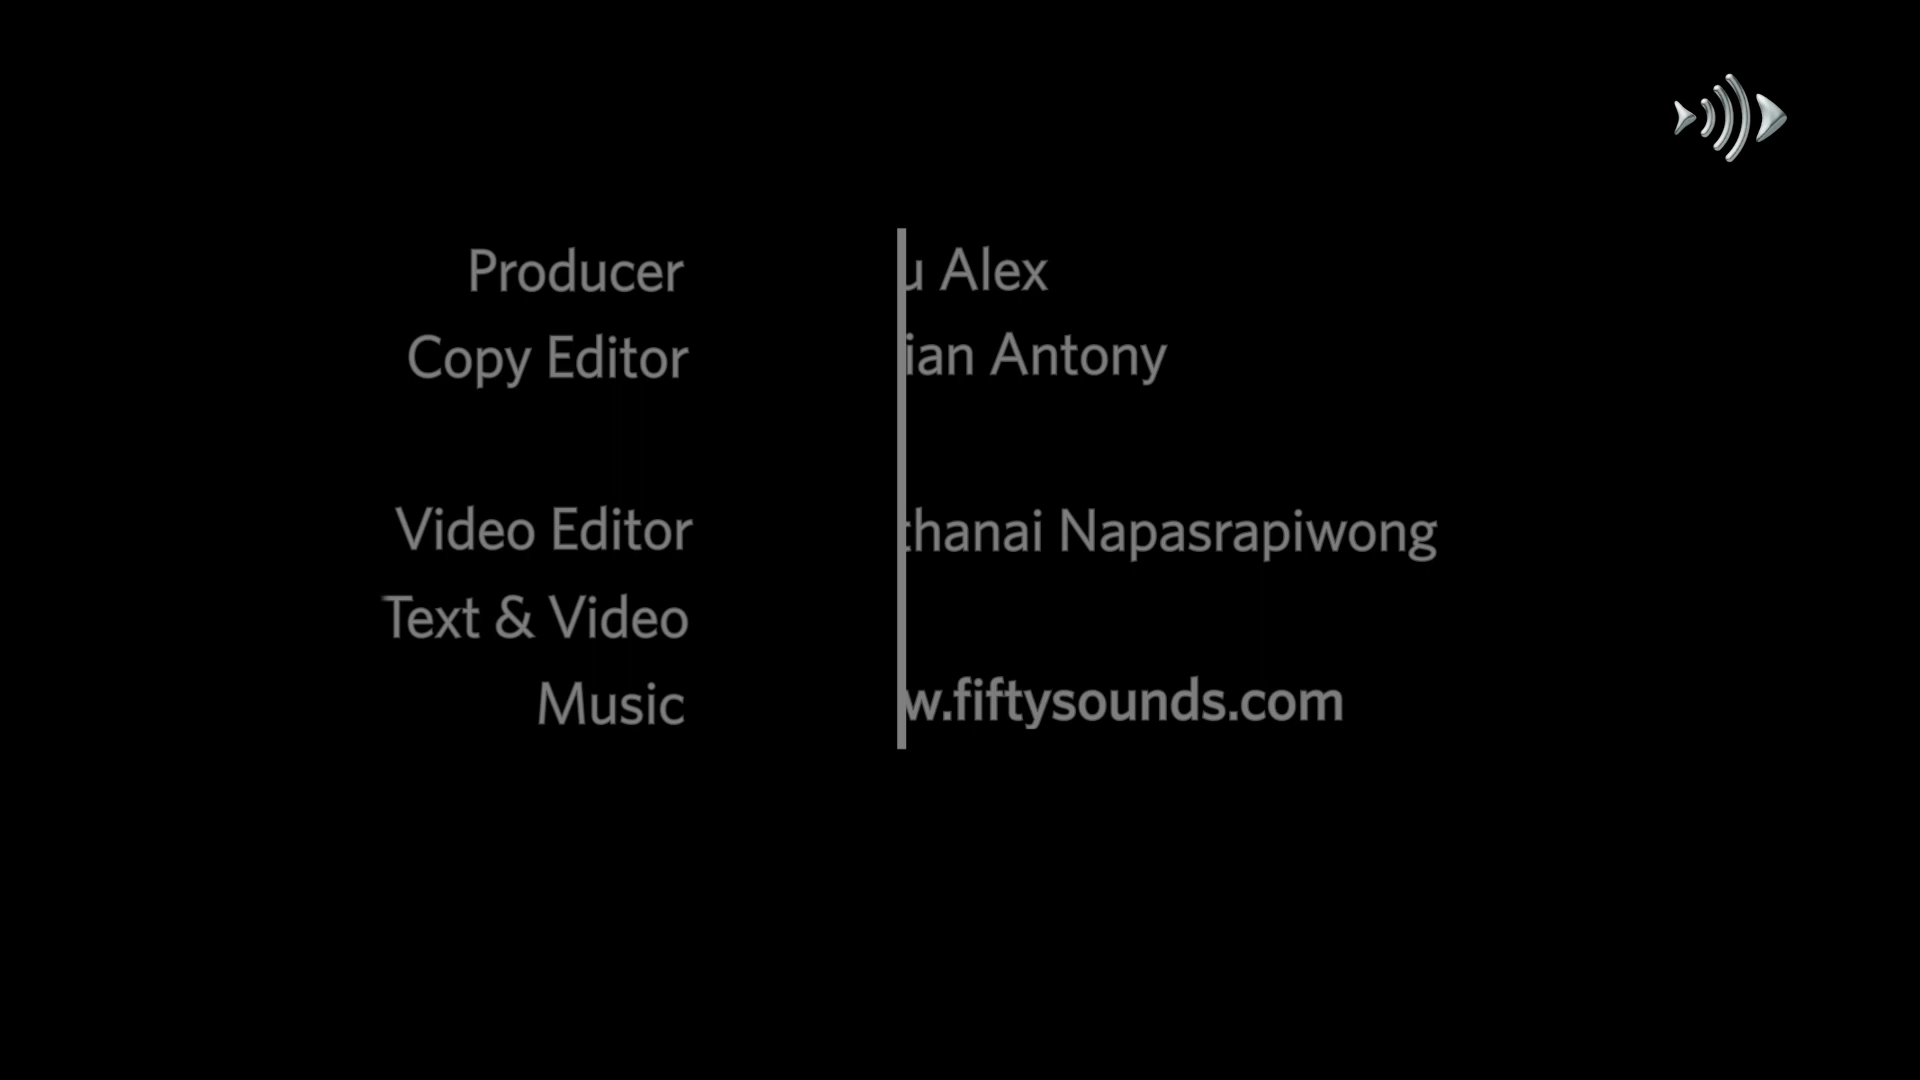 Producer u Alex
Copy Editor ian Antony
Video Editor thanai Napasrapiwong
Text & Video
Music w.fiftysounds.com